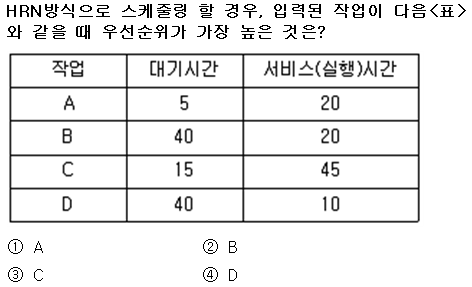 HRN방식으로 스케줄링 할 경우, 입력된 작업이 다음<표>
와 같을 때 우선순위가 가장 높은 것은?
작업 대기시간 서비스(실행)시간
A 5 20
B 40 20
C 15 45
D 40 10
① A ② B
③ C ④ D